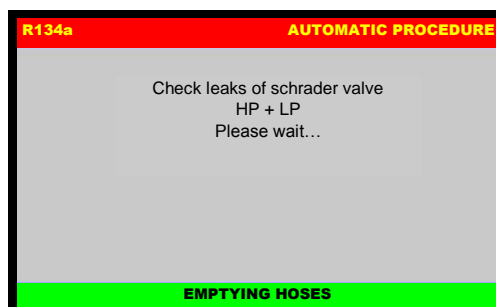 R134a AUTOMATIC PROCEDURE
Check leaks of schrader valve
HP + LP
Please wait…
EMPTYING HOSES